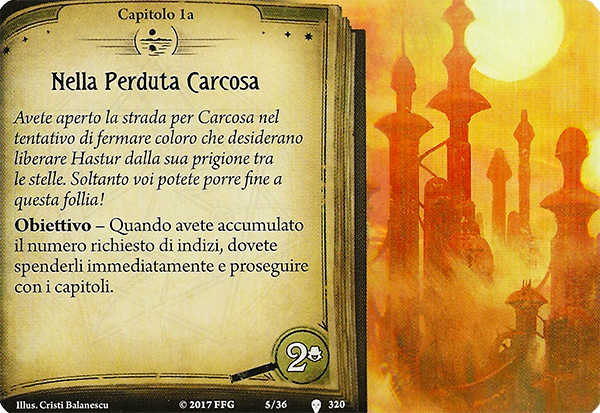 Capitolo 1a
Nella Perduta Carcosa
Avete aperto la strada per Carcosa nel
tentativo di fermare coloro che desiderano
liberare Hastur dalla sua prigione tra
le stelle. Soltanto voi potete porre fine a
questa follia!
Obiettivo – Quando avete accumulato
il numero richiesto di indizi, dovete
spenderli immediatamente e proseguire
con i capitoli.
2
Illus. Cristi Balanescu © 2017 FFG 5/36 320